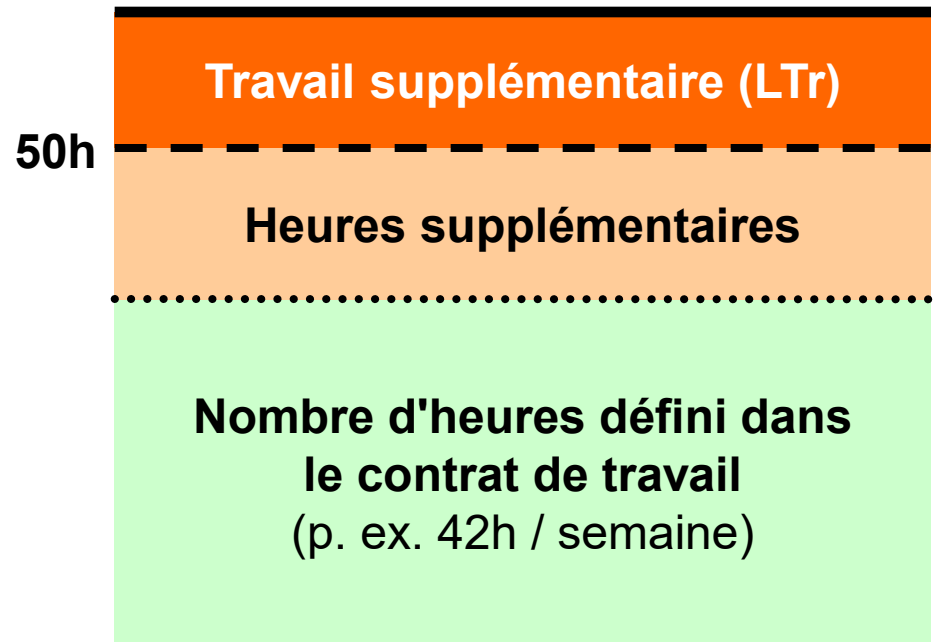 Travail supplémentaire (LTr)
50h
Heures supplémentaires
Nombre d'heures défini dans
le contrat de travail
(p. ex. 42h / semaine)